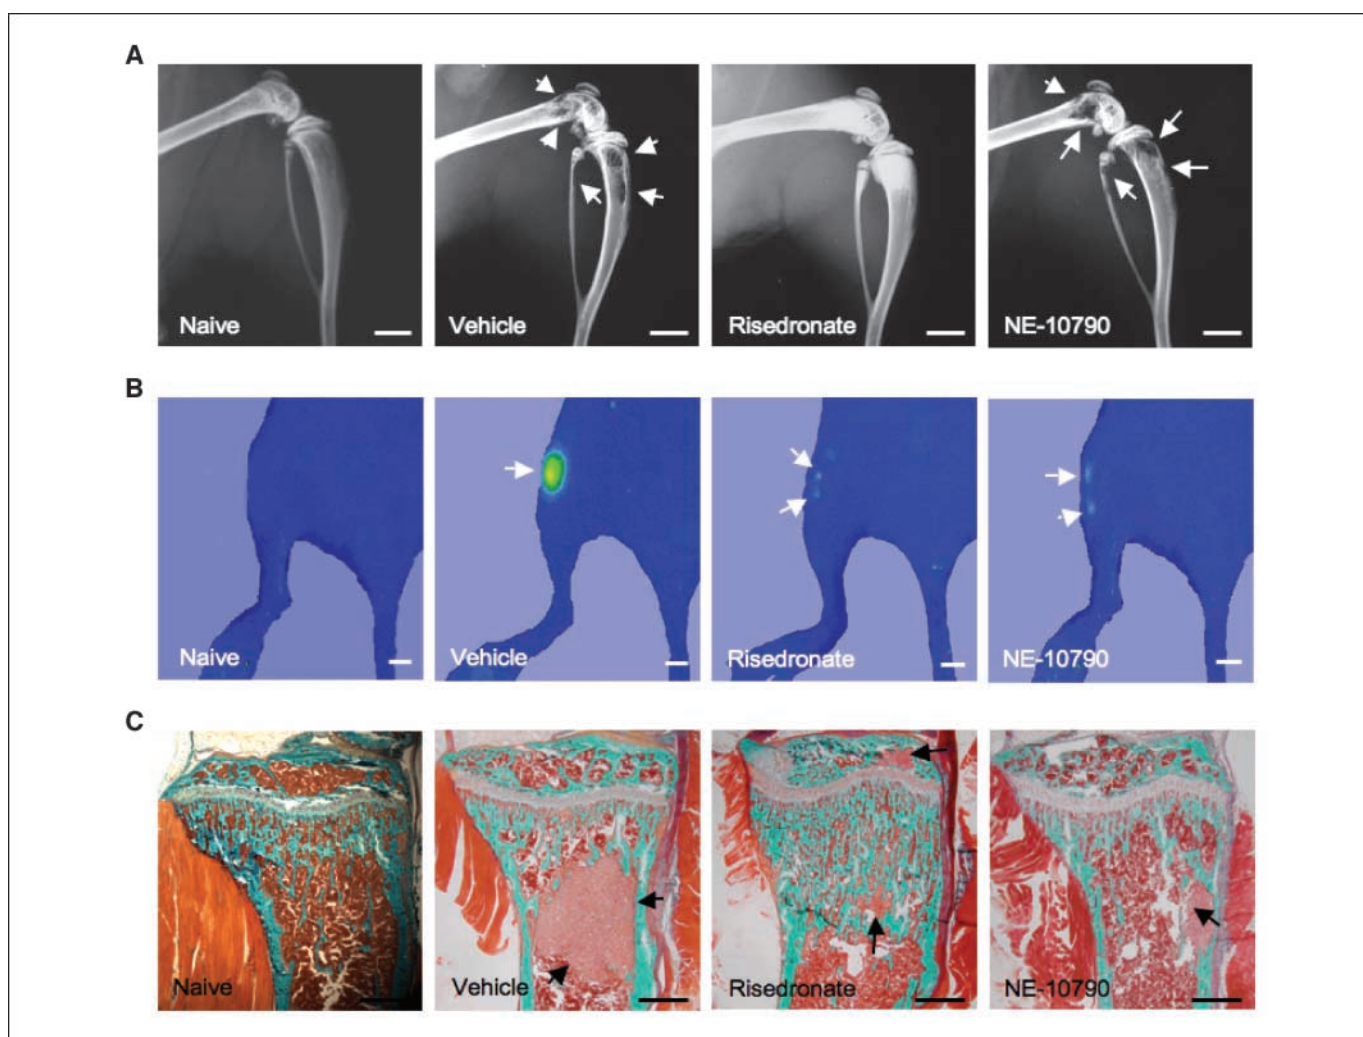 A
Naive
Vehicle
Risedronate
NE-10790
B
Naive
Vehicle
Risedronate
NE-10790
C
Naive
Vehicle
Risedronate
NE-10790